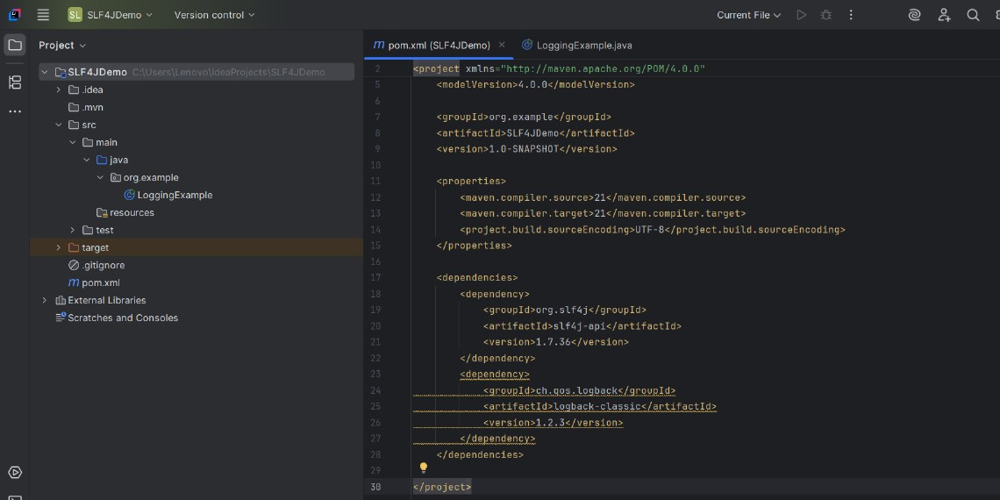 SL SLF4JDemo Version control Current File
Project
SLF4JDemo C:\Users\Lenovo\IdeaProjects\SLF4JDemo
.idea
.mvn
src
main
java
org.example
LoggingExample
resources
test
target
.gitignore
m pom.xml
External Libraries
Scratches and Consoles
m pom.xml (SLF4JDemo) × LoggingExample.java
2 <project xmlns="http://maven.apache.org/POM/4.0.0"
5 <modelVersion>4.0.0</modelVersion>
6
7 <groupId>org.example</groupId>
8 <artifactId>SLF4JDemo</artifactId>
9 <version>1.0-SNAPSHOT</version>
10
11 <properties>
12 <maven.compiler.source>21</maven.compiler.source>
13 <maven.compiler.target>21</maven.compiler.target>
14 <project.build.sourceEncoding>UTF-8</project.build.sourceEncoding>
15 </properties>
16
17 <dependencies>
18 <dependency>
19 <groupId>org.slf4j</groupId>
20 <artifactId>slf4j-api</artifactId>
21 <version>1.7.36</version>
22 </dependency>
23 <dependency>
24 <groupId>ch.qos.logback</groupId>
25 <artifactId>logback-classic</artifactId>
26 <version>1.2.3</version>
27 </dependency>
28 </dependencies>
29
30 </project>